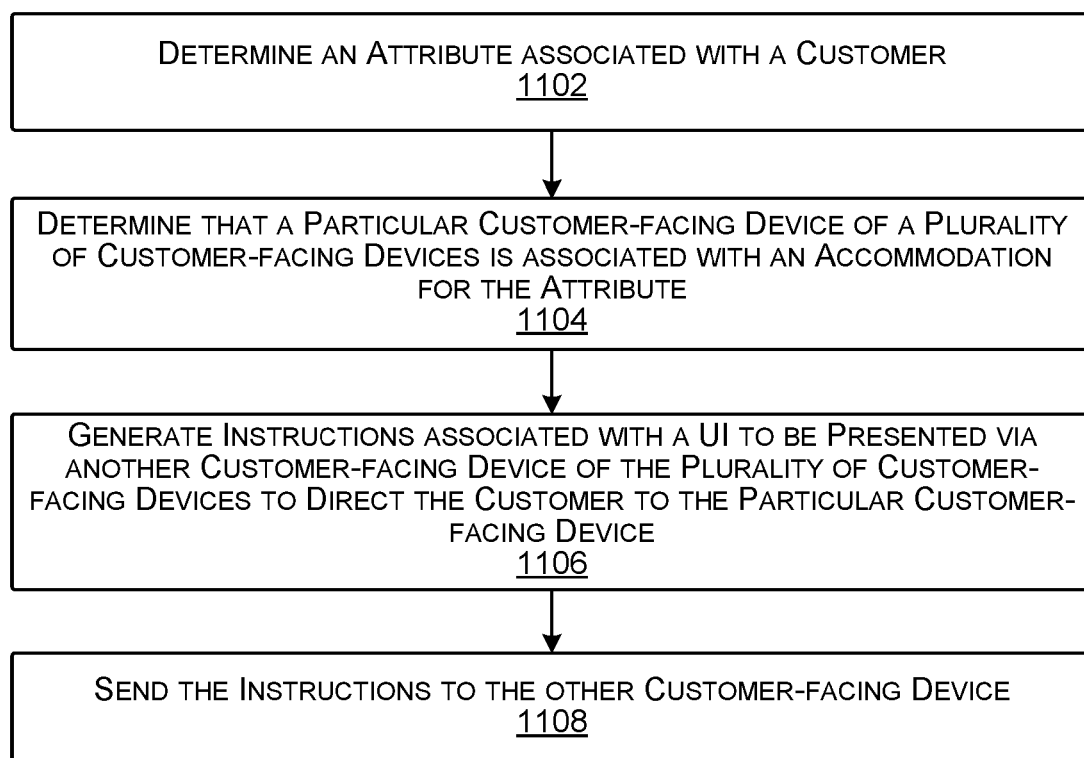 DETERMINE AN ATTRIBUTE ASSOCIATED WITH A CUSTOMER
1102
DETERMINE THAT A PARTICULAR CUSTOMER-FACING DEVICE OF A PLURALITY
OF CUSTOMER-FACING DEVICES IS ASSOCIATED WITH AN ACCOMMODATION
FOR THE ATTRIBUTE
1104
GENERATE INSTRUCTIONS ASSOCIATED WITH A UI TO BE PRESENTED VIA
ANOTHER CUSTOMER-FACING DEVICE OF THE PLURALITY OF CUSTOMER-
FACING DEVICES TO DIRECT THE CUSTOMER TO THE PARTICULAR CUSTOMER-
FACING DEVICE
1106
SEND THE INSTRUCTIONS TO THE OTHER CUSTOMER-FACING DEVICE
1108